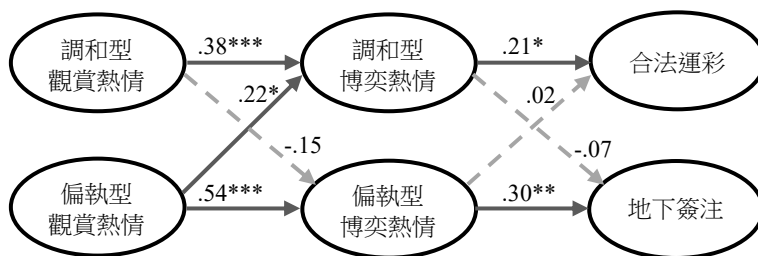 調和型
觀賞熱情
.38***
調和型
博奕熱情
.21*
合法運彩
.22*
-.15
.02
-.07
偏執型
觀賞熱情
.54***
偏執型
博奕熱情
.30**
地下簽注